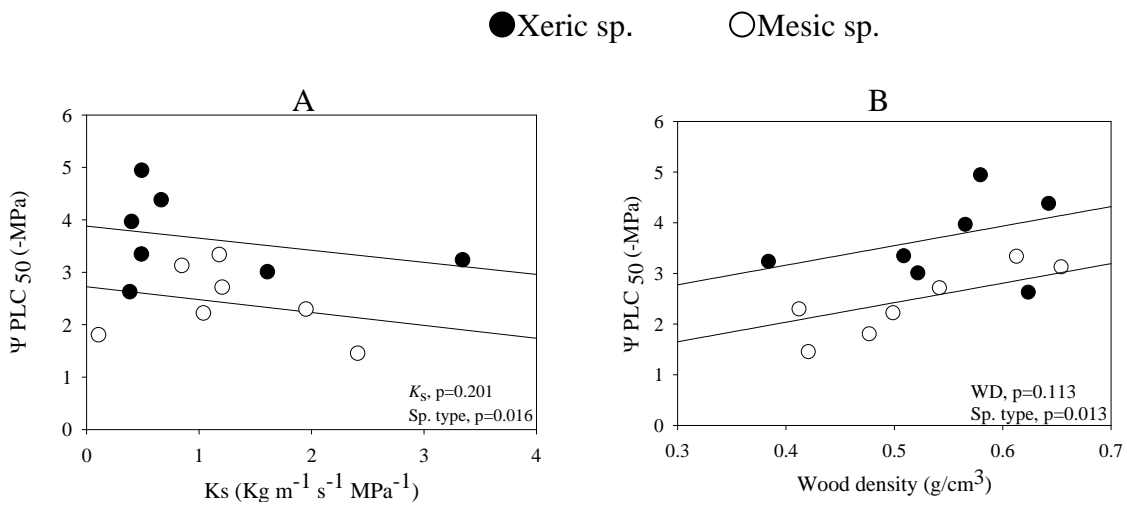 Xeric sp. Mesic sp.
A
6
5
4
3
2
1
0
Ψ PLC 50 (-MPa)
Ks, p=0.201
Sp. type, p=0.016
0 1 2 3 4
Ks (Kg m-1 s-1 MPa-1)
B
6
5
4
3
2
1
0
Ψ PLC 50 (-MPa)
WD, p=0.113
Sp. type, p=0.013
0.3 0.4 0.5 0.6 0.7
Wood density (g/cm3)